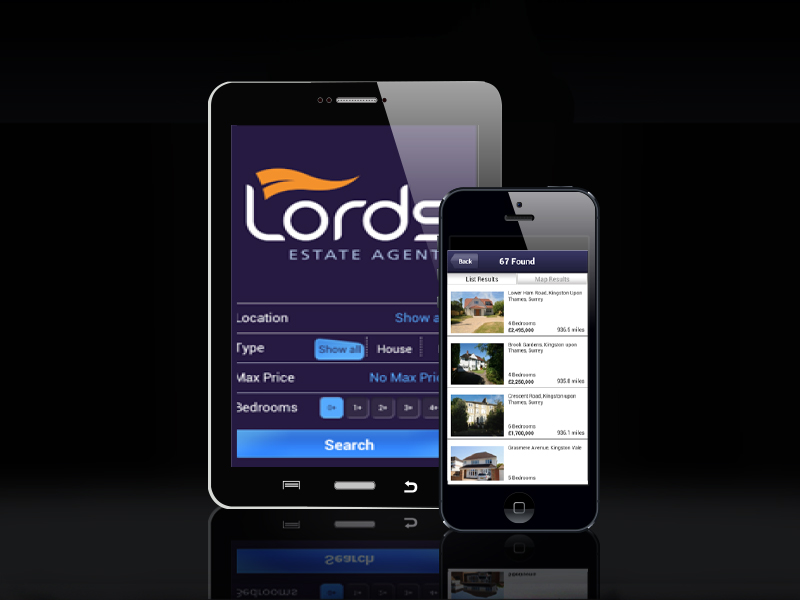 Lords
ESTATE AGENT
Location Show a
Type Show all House
Max Price No Max Pri
Bedrooms 0+ 1+ 2+ 3+ 4+
Search
Back 67 Found
List Results Map Results
Lower Ham Road, Kingston Upon
Thames, Surrey
4 Bedrooms
£2,495,000 936.5 miles
Brook Gardens, Kingston upon
Thames, Surrey
4 Bedrooms
£2,250,000 935.8 miles
Crescent Road, Kingston upon
Thames, Surrey
6 Bedrooms
£1,700,000 936.1 miles
Grasmere Avenue, Kingston Vale
5 Bedrooms